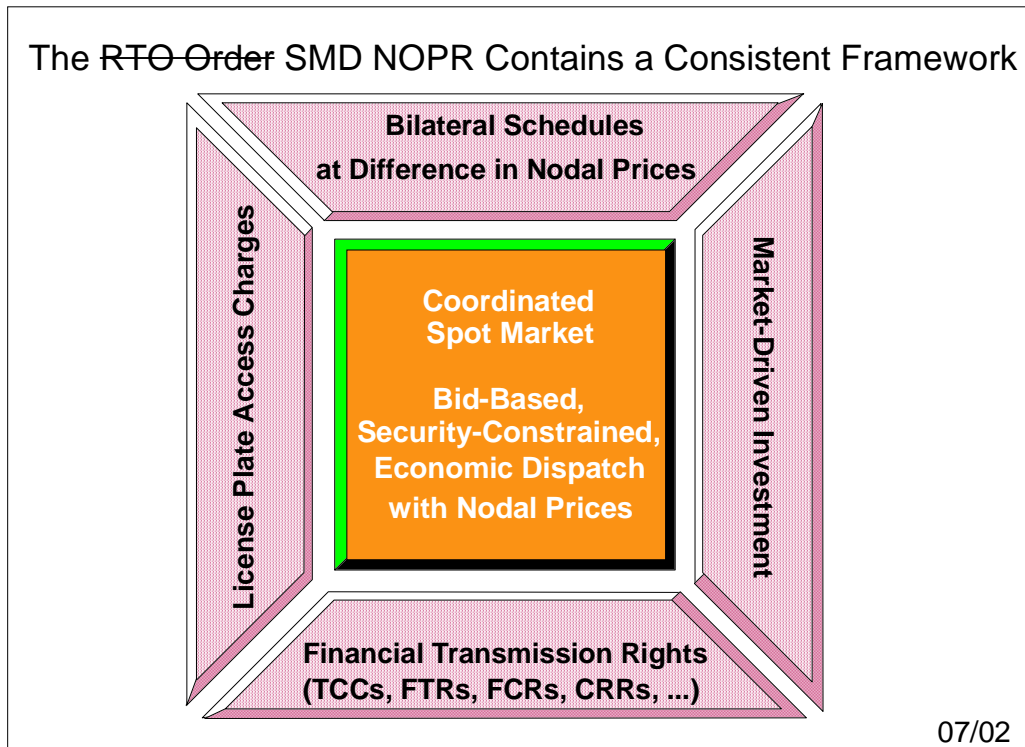 The RTO Order SMD NOPR Contains a Consistent Framework
Bilateral Schedules
at Difference in Nodal Prices
License Plate Access Charges
Coordinated
Spot Market
Bid-Based,
Security-Constrained,
Economic Dispatch
with Nodal Prices
Market-Driven Investment
Financial Transmission Rights
(TCCs, FTRs, FCRs, CRRs, ...)
07/02